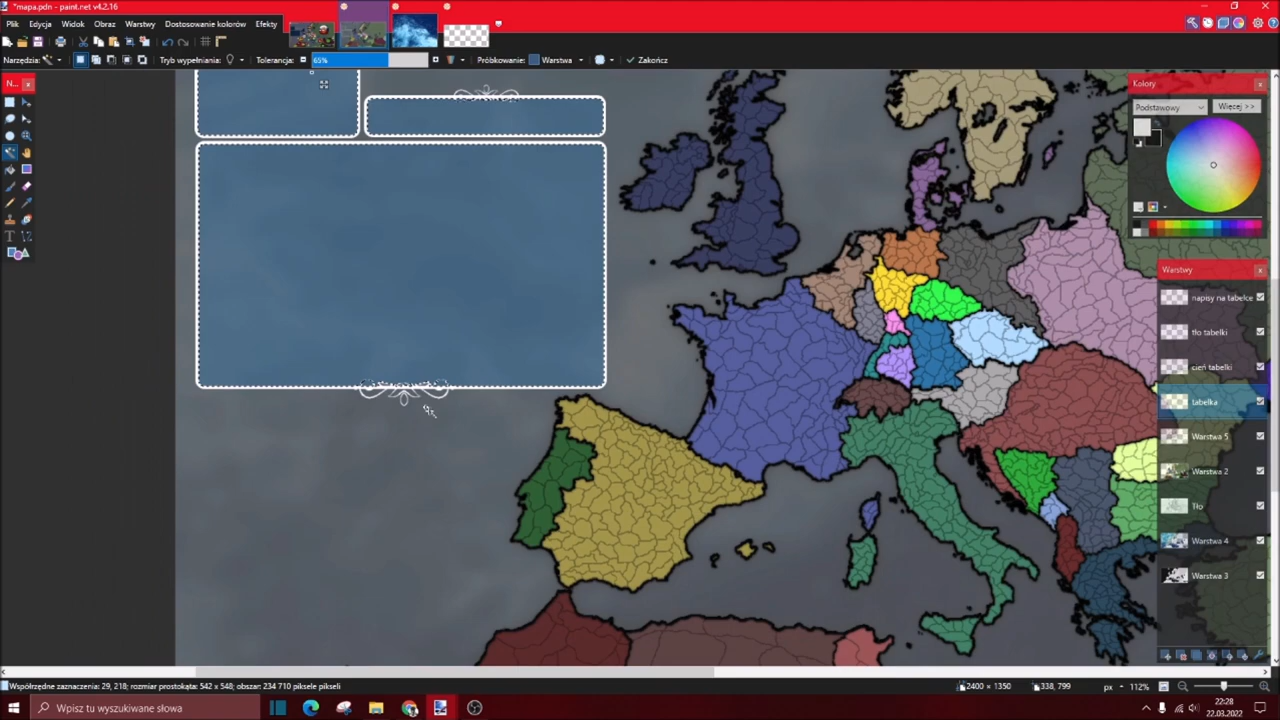 *mapa.pdn - paint.net v4.2.16
Plik Edycja Widok Obraz Warstwy Dostosowanie kolorów Efekty
Narzędzia: Tryb wypełniania: Tolerancja: 65% Próbkowanie: Warstwa Zakończ
N...
Kolory
Podstawowy Więcej >>
Warstwy
napisy na tabelce
tło tabelki
cień tabelki
tabelka
Warstwa 5
Warstwa 2
Tło
Warstwa 4
Warstwa 3
Współrzędne zaznaczenia: 29, 218; rozmiar prostokąta: 542 x 548; obszar: 234 710 piksele pikseli
2400 × 1350
338, 799
px
112%
Wpisz tu wyszukiwane słowa
22:28
22.03.2022